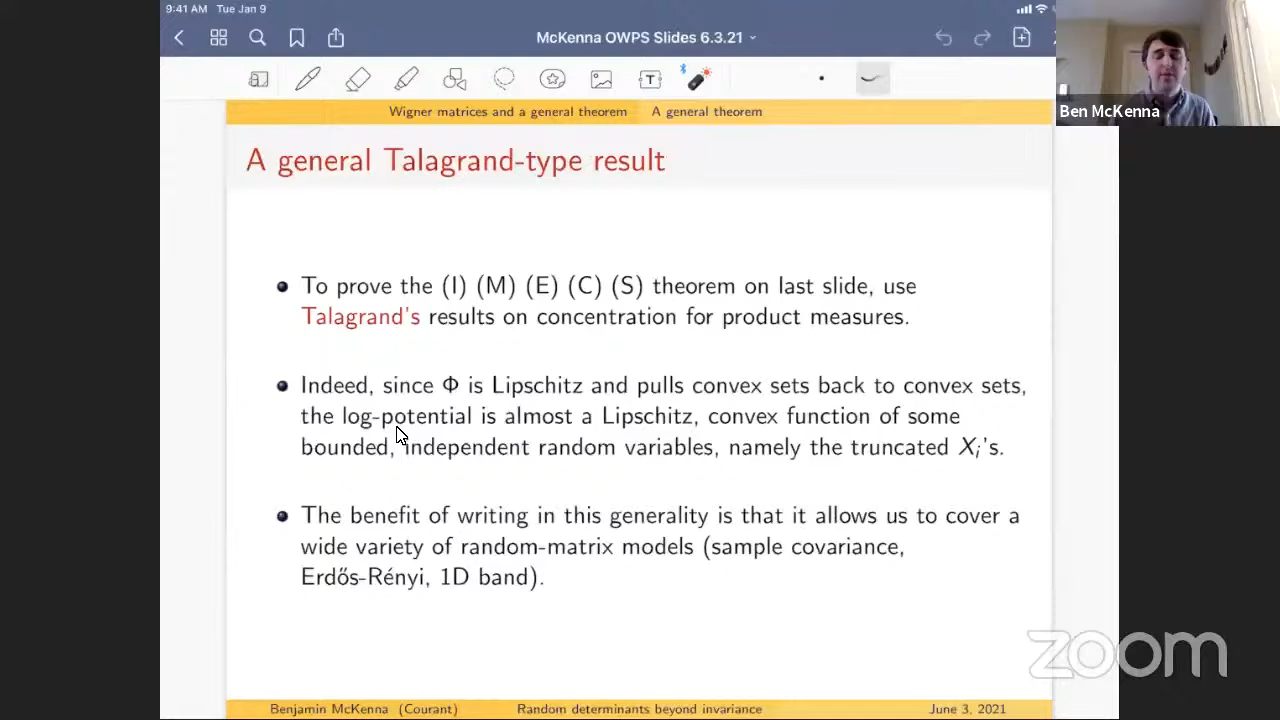 9:41 AM Tue Jan 9
McKenna OWPS Slides 6.3.21
T
Ben McKenna
Wigner matrices and a general theorem A general theorem
A general Talagrand-type result
To prove the (I) (M) (E) (C) (S) theorem on last slide, use
Talagrand's results on concentration for product measures.
Indeed, since Φ is Lipschitz and pulls convex sets back to convex sets,
the log-potential is almost a Lipschitz, convex function of some
bounded, independent random variables, namely the truncated Xᵢ's.
The benefit of writing in this generality is that it allows us to cover a
wide variety of random-matrix models (sample covariance,
Erdős-Rényi, 1D band).
zoom
Benjamin McKenna (Courant) Random determinants beyond invariance June 3, 2021